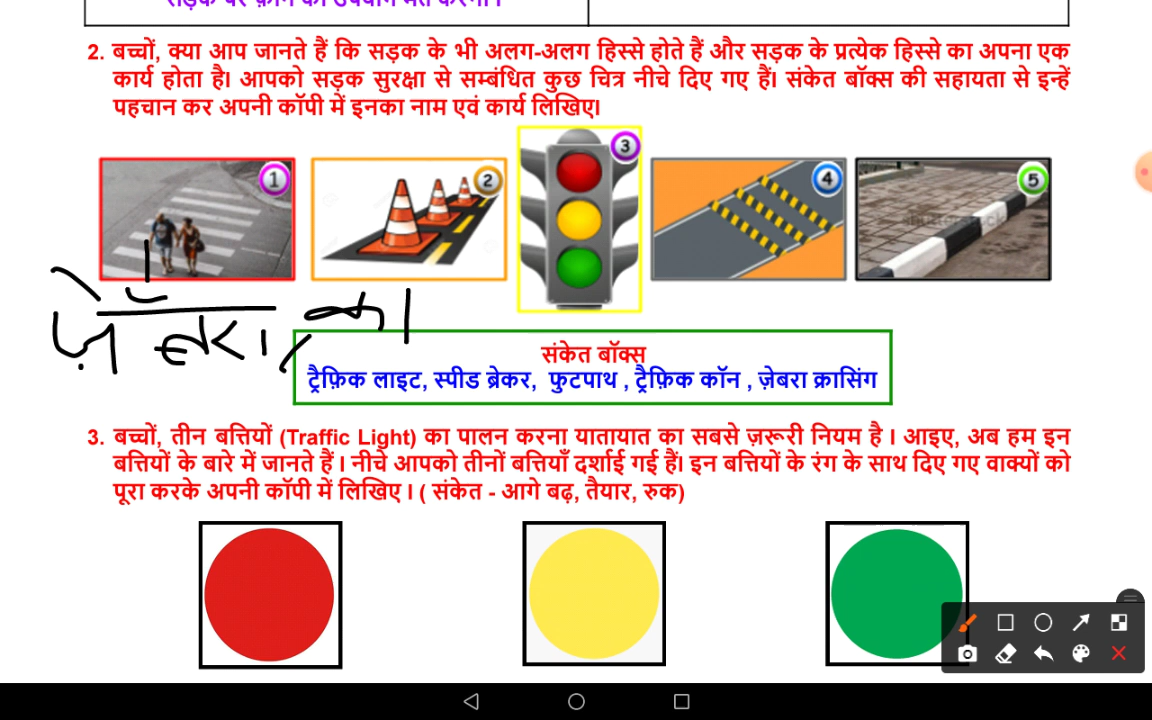 सड़क पर फ़ोन का उपयोग मत करना।
2. बच्चों, क्या आप जानते हैं कि सड़क के भी अलग-अलग हिस्से होते हैं और सड़क के प्रत्येक हिस्से का अपना एक
कार्य होता है। आपको सड़क सुरक्षा से सम्बंधित कुछ चित्र नीचे दिए गए हैं। संकेत बॉक्स की सहायता से इन्हें
पहचान कर अपनी कॉपी में इनका नाम एवं कार्य लिखिए।
1
2
3
4
5
ज़ेबरा
संकेत बॉक्स
ट्रैफ़िक लाइट, स्पीड ब्रेकर, फुटपाथ , ट्रैफ़िक कॉन , ज़ेबरा क्रासिंग
3. बच्चों, तीन बत्तियों (Traffic Light) का पालन करना यातायात का सबसे ज़रूरी नियम है । आइए, अब हम इन
बत्तियों के बारे में जानते हैं । नीचे आपको तीनों बत्तियाँ दर्शाई गई हैं। इन बत्तियों के रंग के साथ दिए गए वाक्यों को
पूरा करके अपनी कॉपी में लिखिए । ( संकेत - आगे बढ़, तैयार, रुक)